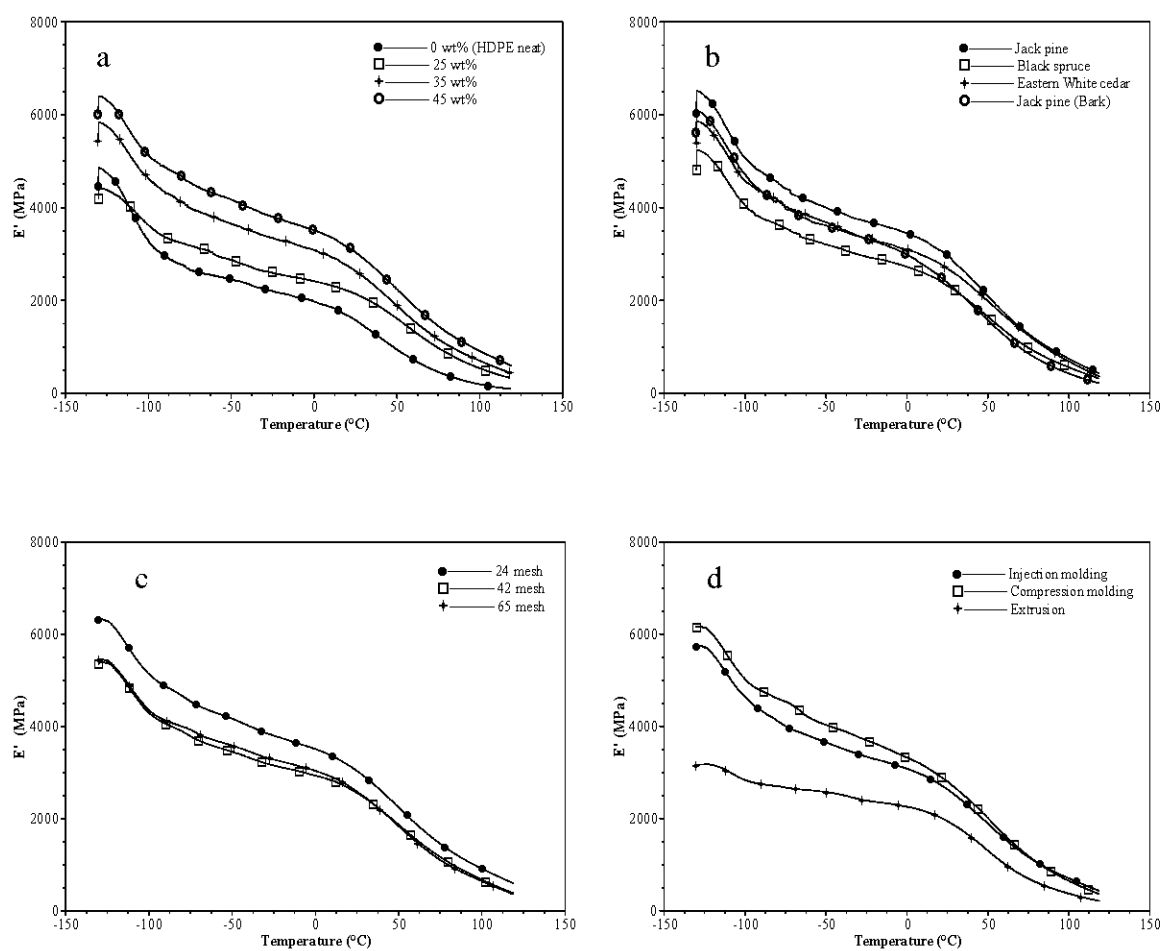 8000
a
0 wt% (HDPE neat)
25 wt%
35 wt%
45 wt%
6000
E' (MPa)
4000
2000
0
-150 -100 -50 0 50 100 150
Temperature (°C)
8000
b
Jack pine
Black spruce
Eastern White cedar
Jack pine (Bark)
6000
E' (MPa)
4000
2000
0
-150 -100 -50 0 50 100 150
Temperature (°C)
8000
c
24 mesh
42 mesh
65 mesh
6000
E' (MPa)
4000
2000
0
-150 -100 -50 0 50 100 150
Temperature (°C)
8000
d
Injection molding
Compression molding
Extrusion
6000
E' (MPa)
4000
2000
0
-150 -100 -50 0 50 100 150
Temperature (°C)